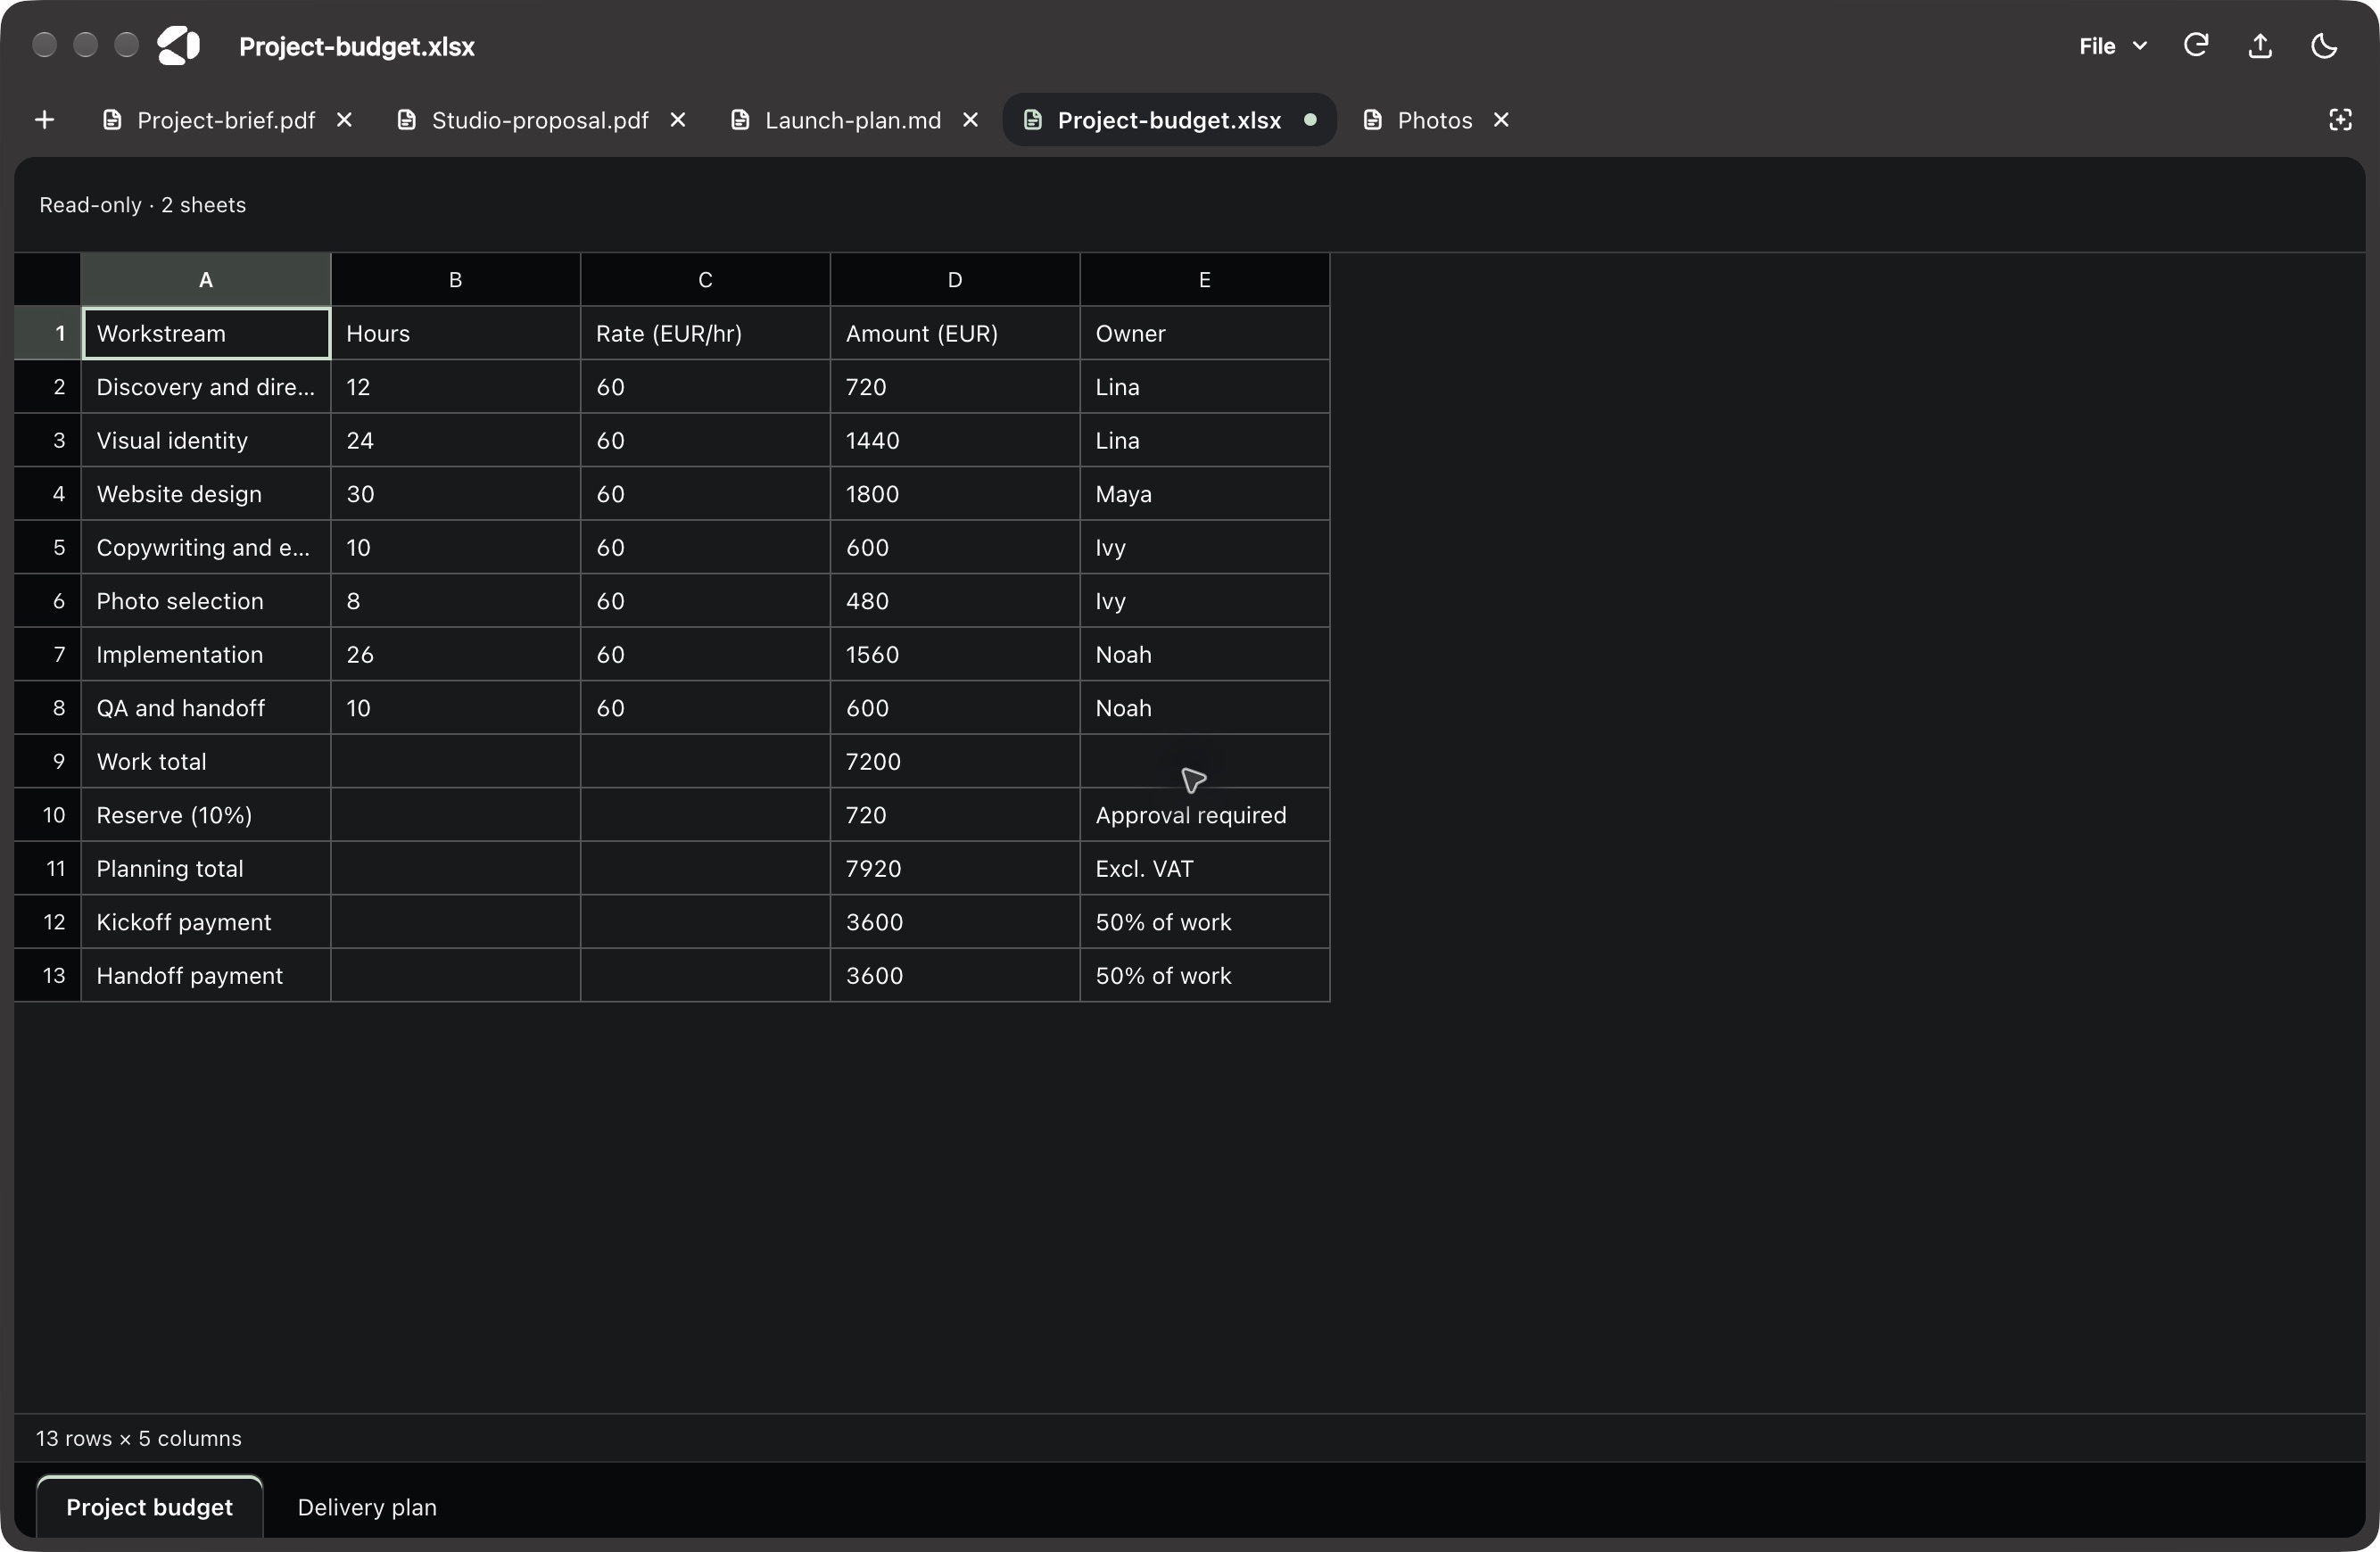 Project-budget.xlsx
File
Project-brief.pdf
Studio-proposal.pdf
Launch-plan.md
Project-budget.xlsx
Photos
Read-only · 2 sheets
A B C D E
1 Workstream Hours Rate (EUR/hr) Amount (EUR) Owner
2 Discovery and dire... 12 60 720 Lina
3 Visual identity 24 60 1440 Lina
4 Website design 30 60 1800 Maya
5 Copywriting and e... 10 60 600 Ivy
6 Photo selection 8 60 480 Ivy
7 Implementation 26 60 1560 Noah
8 QA and handoff 10 60 600 Noah
9 Work total 7200
10 Reserve (10%) 720 Approval required
11 Planning total 7920 Excl. VAT
12 Kickoff payment 3600 50% of work
13 Handoff payment 3600 50% of work
13 rows × 5 columns
Project budget
Delivery plan